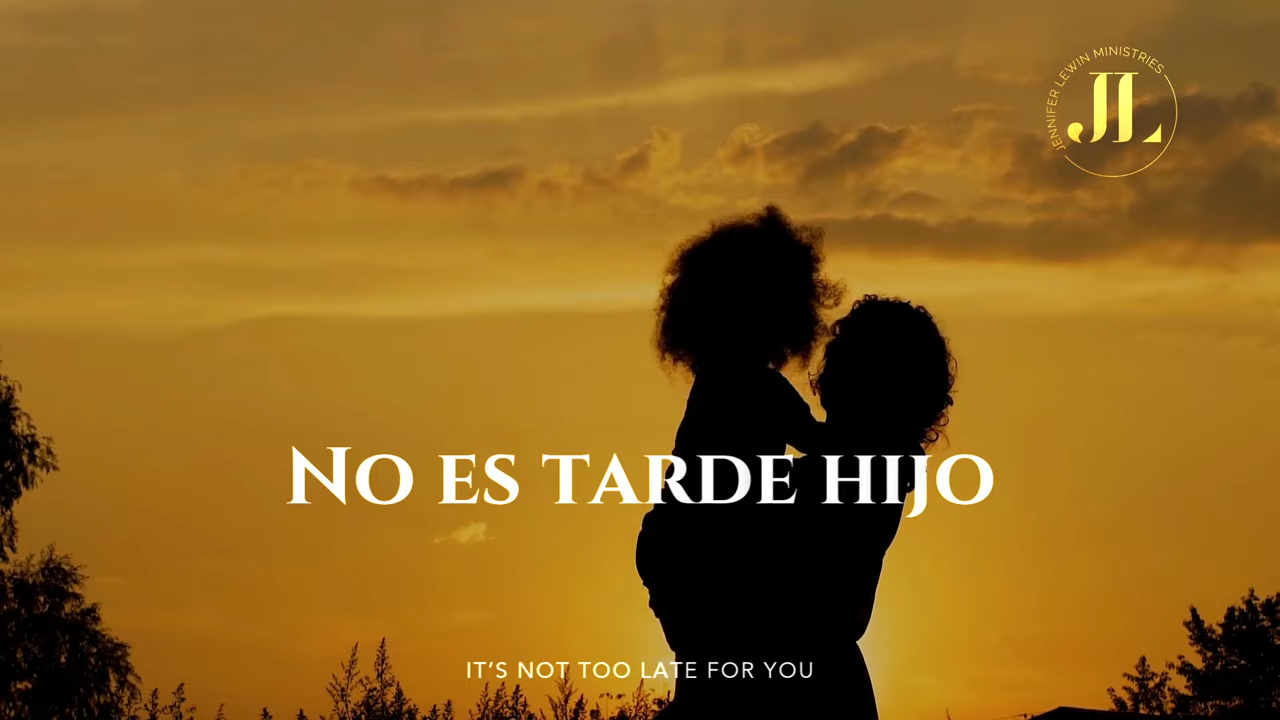 JENNIFER LEWIN MINISTRIES
JL
No es tarde hijo
IT'S NOT TOO LATE FOR YOU